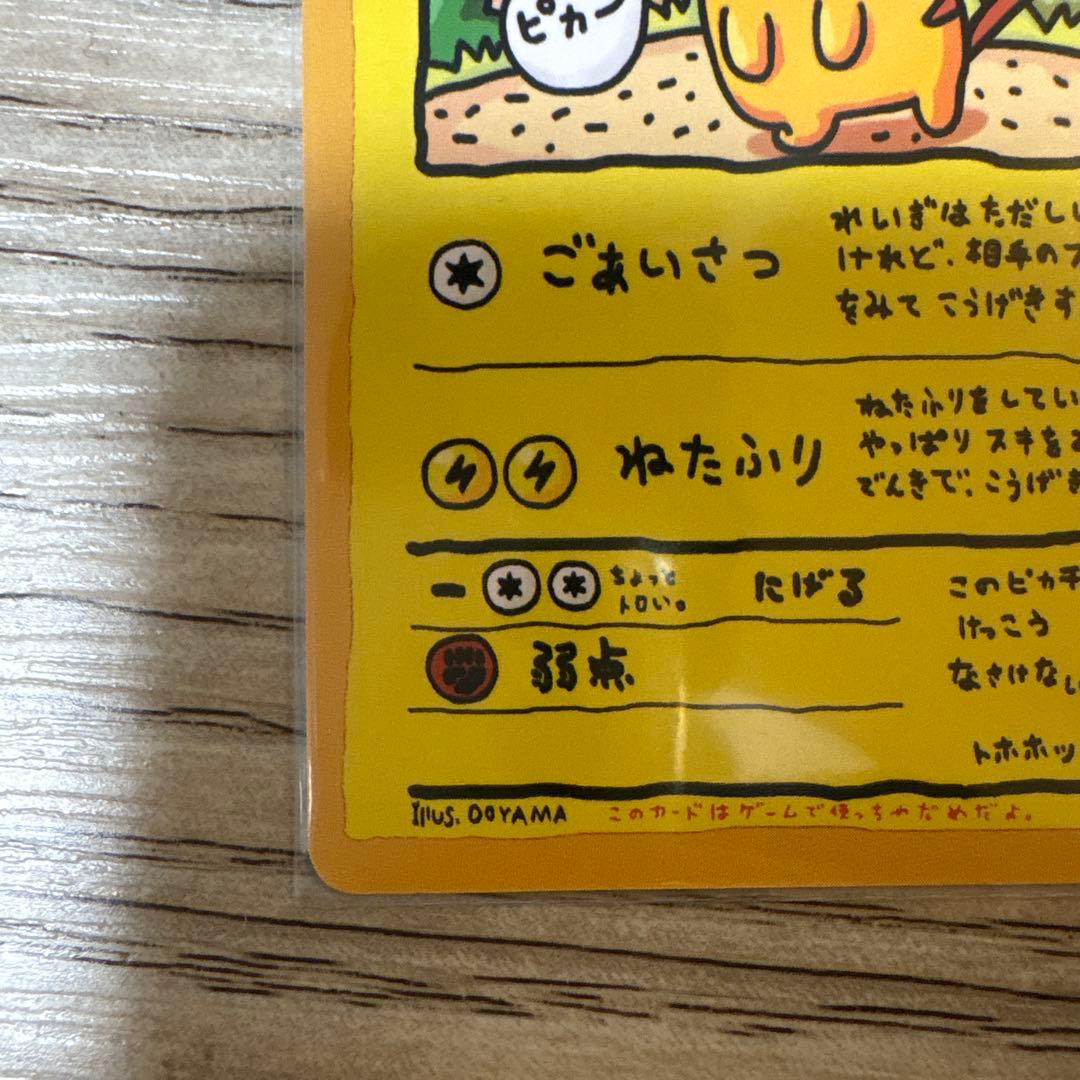 ピカー
ごあいさつ
れいぎはただしい
けれど、相手の
をみて こうげきす
ねたふり
ねたふりをしてい
やっぱり スキを
でんきで、こうげき
ー ちょっと
トロい。
にげる
弱点
このピカチ
けっこう
なさけない
トホホッ
Illus. DOYAMA このカードはゲームで使っちゃだめだよ。